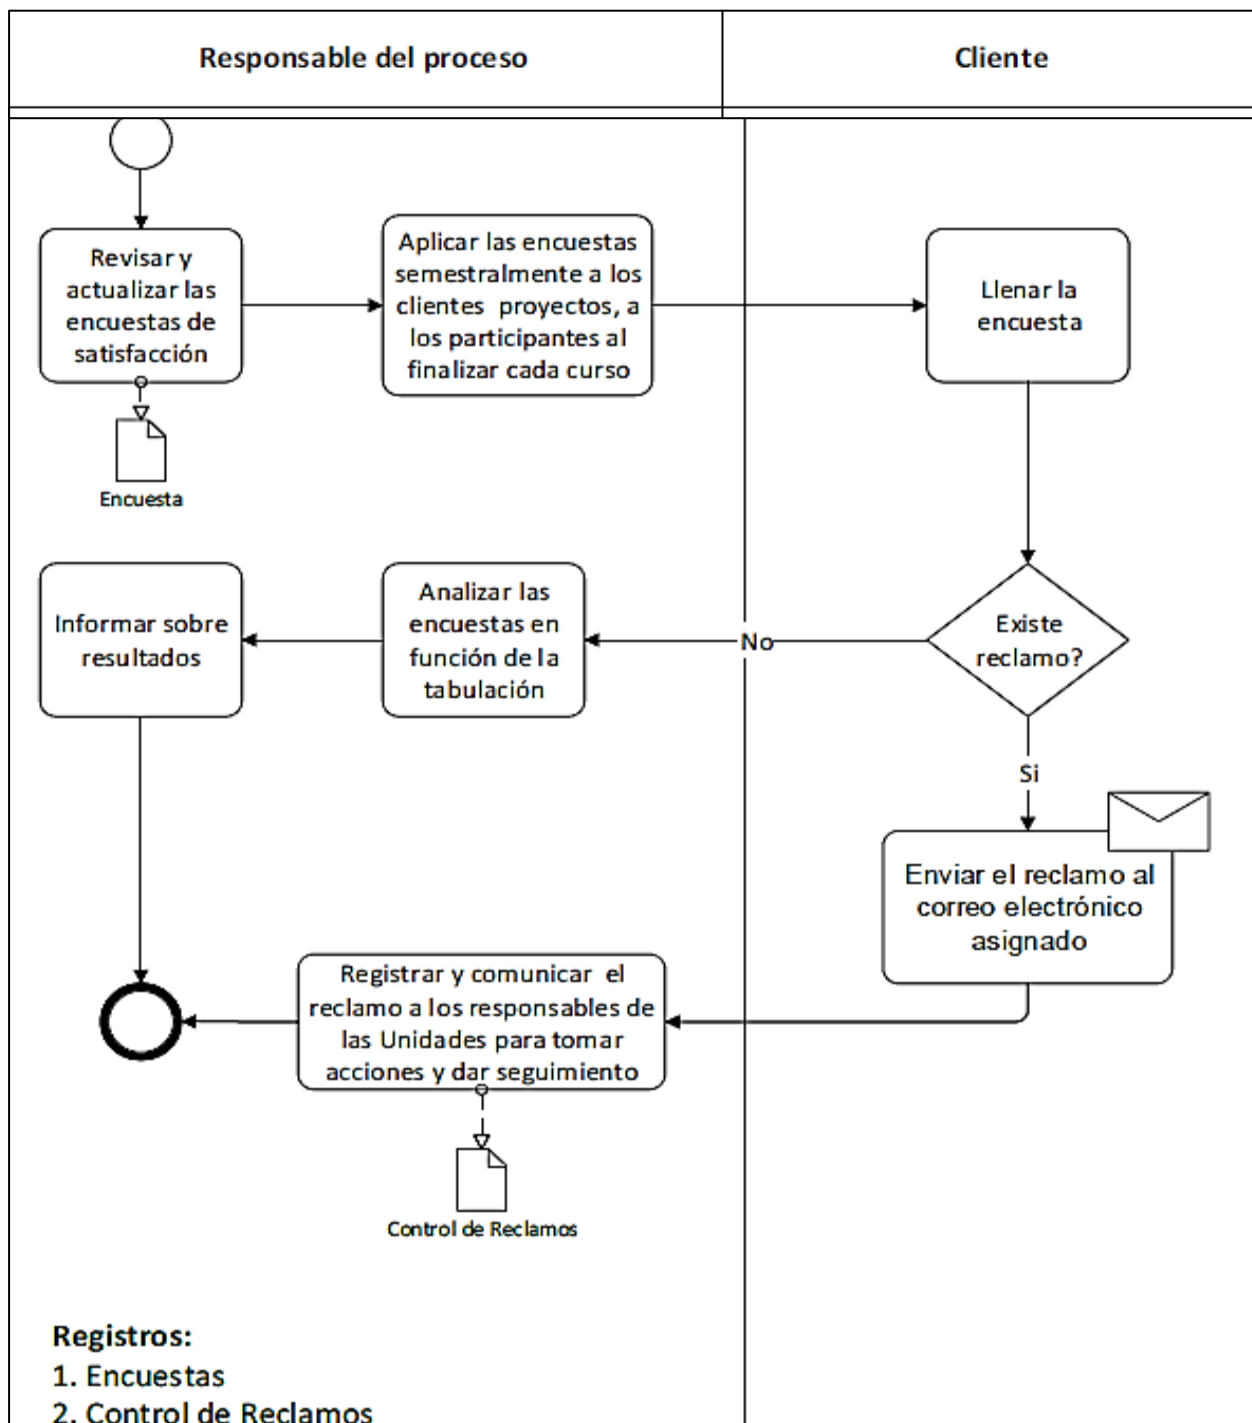 Responsable del proceso
Cliente
Revisar y
actualizar las
encuestas de
satisfacción
Aplicar las encuestas
semestralmente a los
clientes proyectos, a
los participantes al
finalizar cada curso
Llenar la
encuesta
Encuesta
Informar sobre
resultados
Analizar las
encuestas en
función de la
tabulación
No
Existe
reclamo?
Si
Enviar el reclamo al
correo electrónico
asignado
Registrar y comunicar el
reclamo a los responsables de
las Unidades para tomar
acciones y dar seguimiento
Control de Reclamos
Registros:
1. Encuestas
2. Control de Reclamos